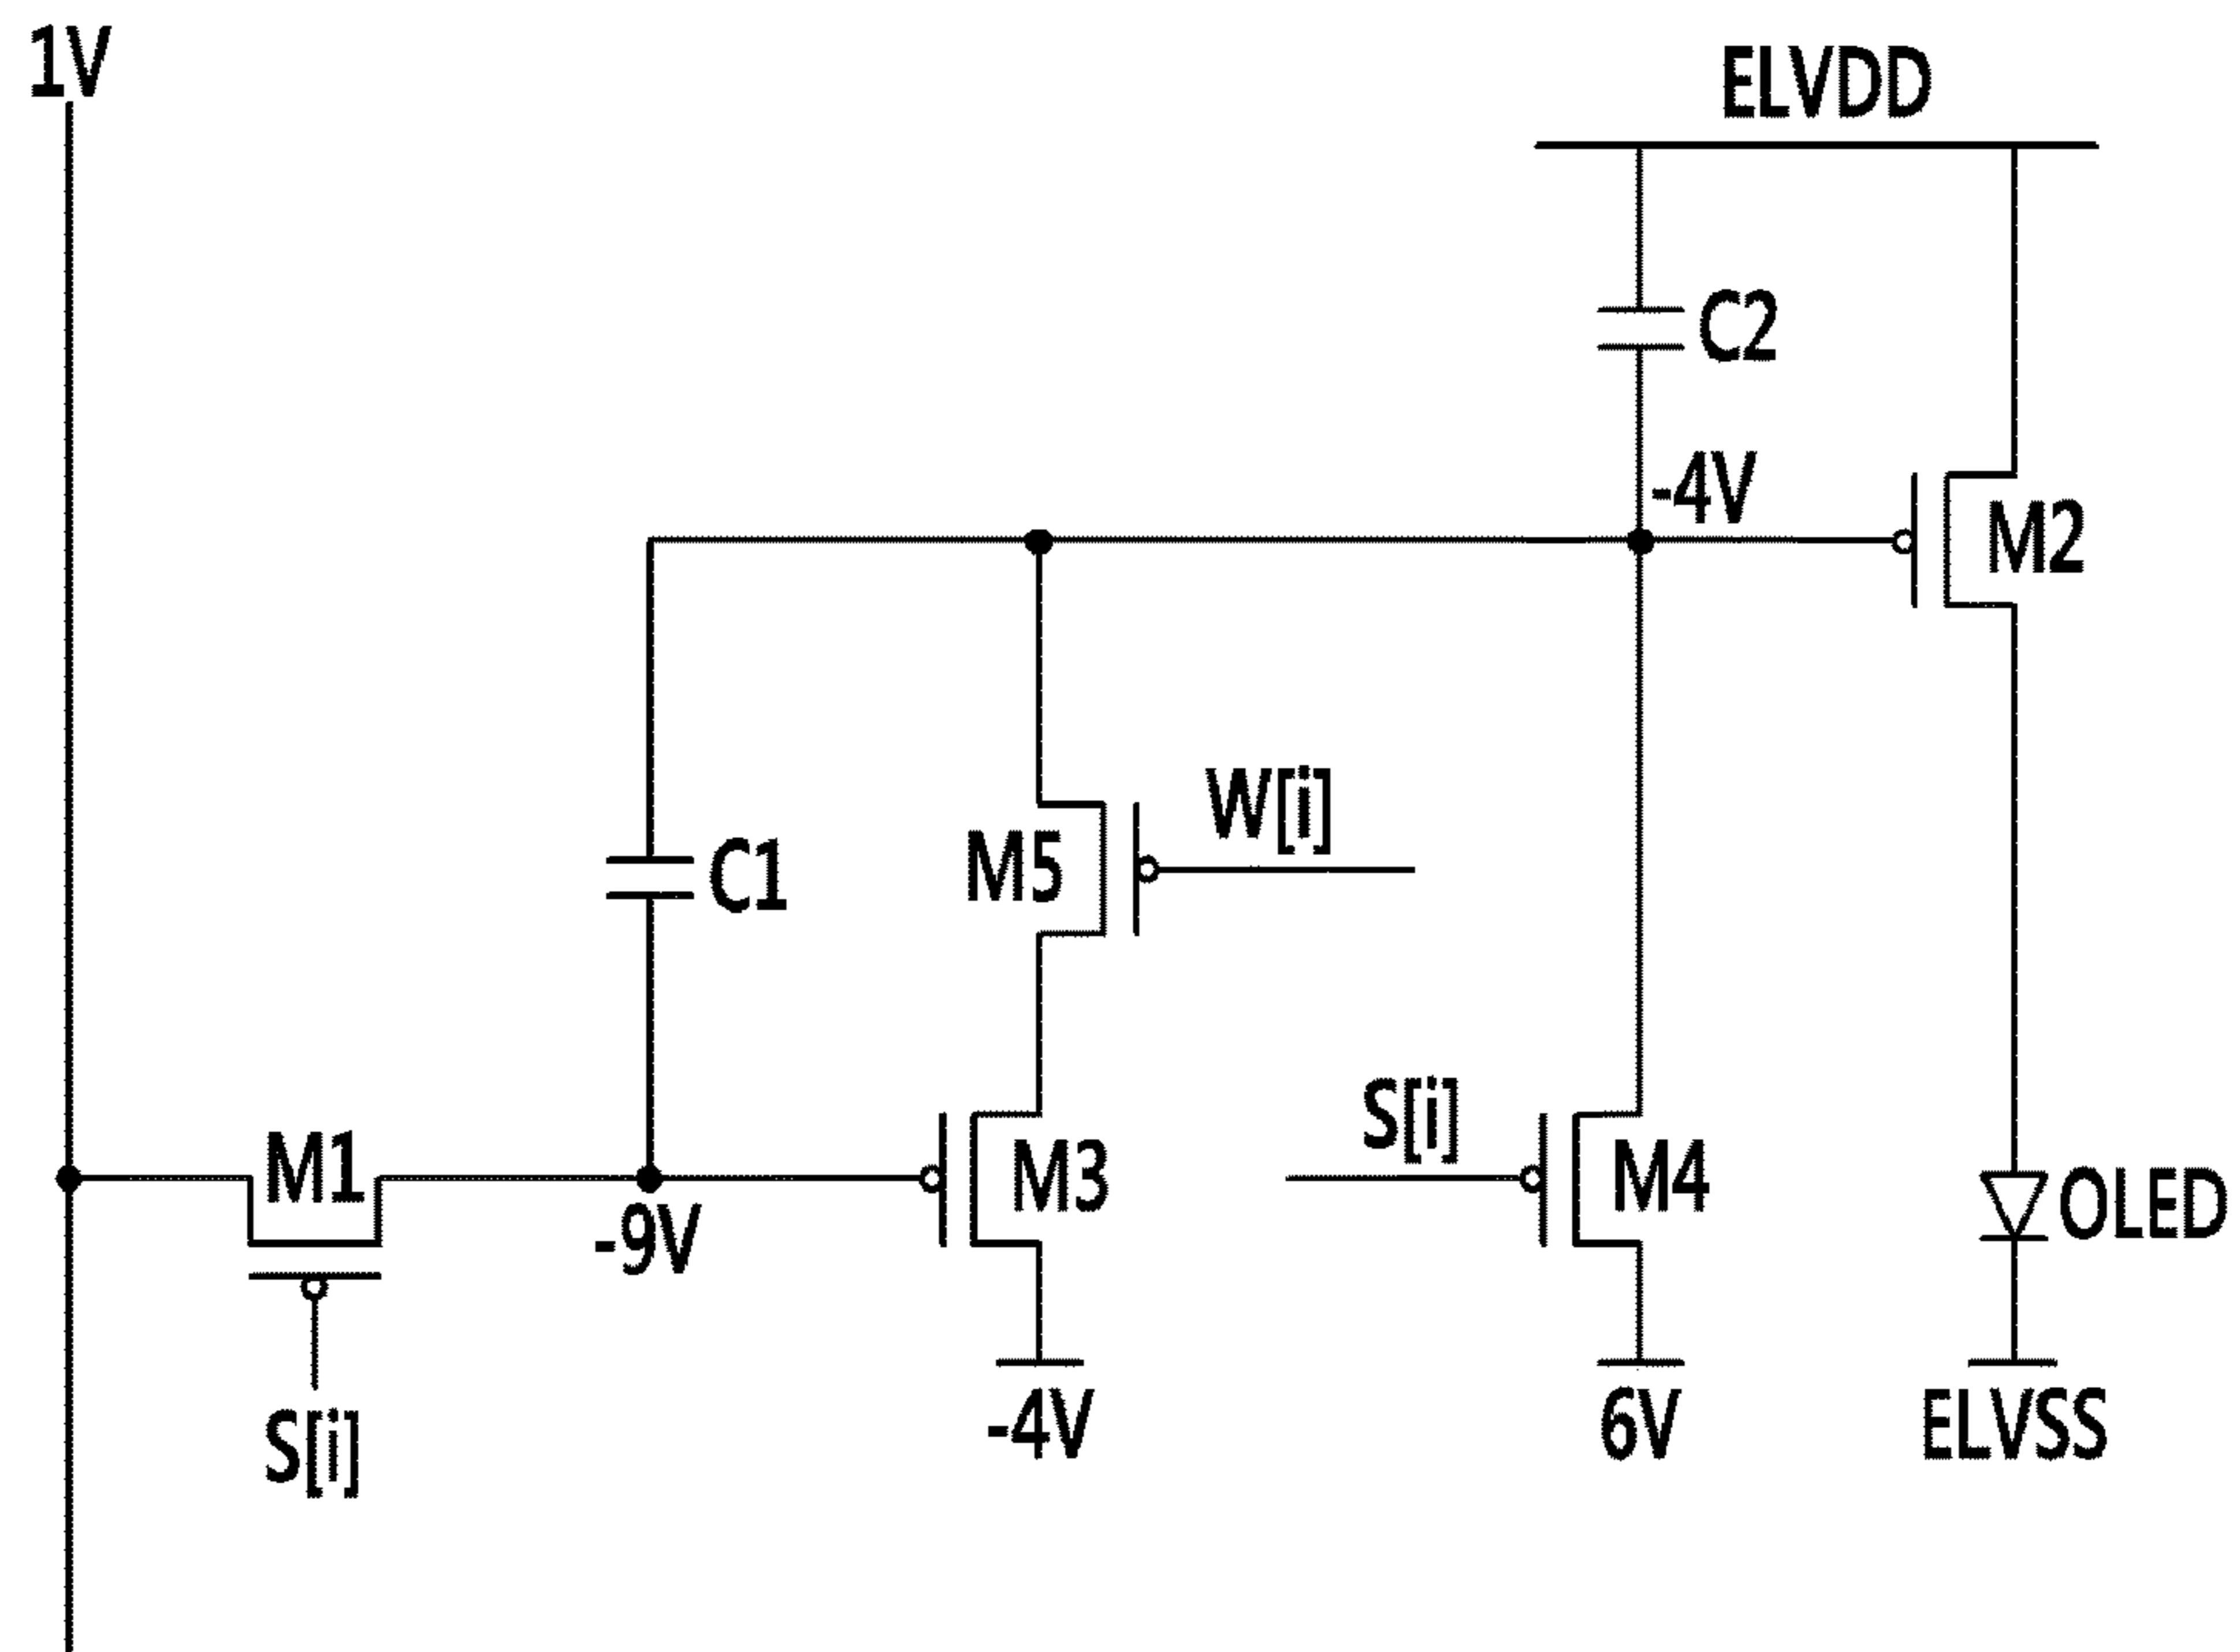 1V
ELVDD
C2
-4V
M2
W[i]
M5
C1
S[i]
M1
M3
M4
OLED
-9V
-4V
6V
ELVSS
S[i]